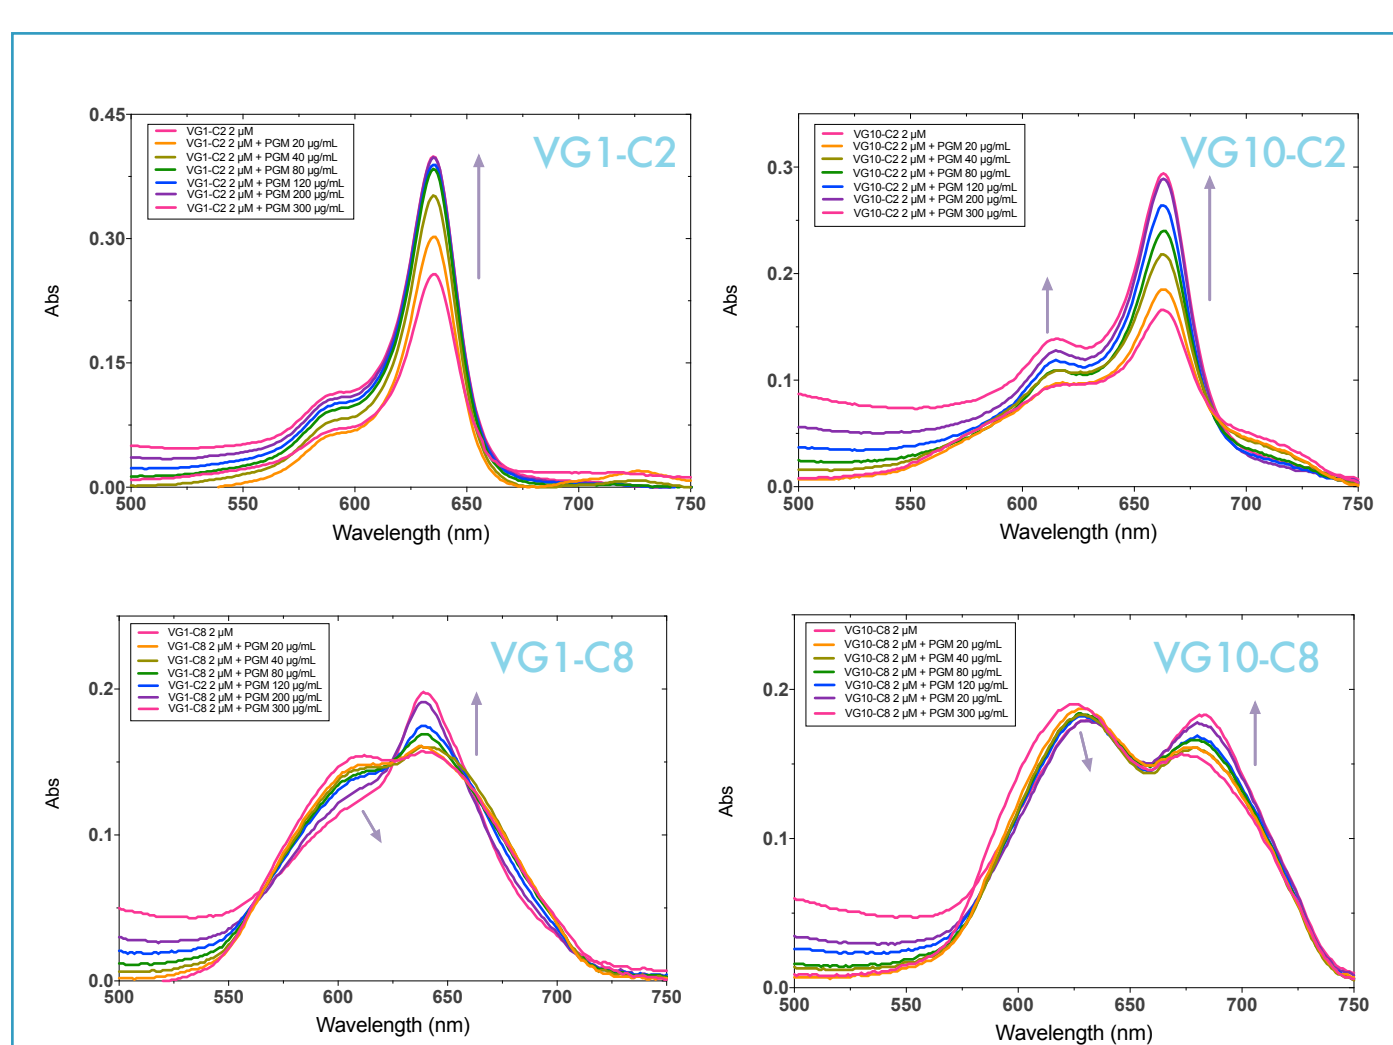 VG1-C2
0.45
0.30
0.15
0.00
Abs
VG1-C2 2 µM
VG1-C2 2 µM + PGM 20 µg/mL
VG1-C2 2 µM + PGM 40 µg/mL
VG1-C2 2 µM + PGM 80 µg/mL
VG1-C2 2 µM + PGM 120 µg/mL
VG1-C2 2 µM + PGM 200 µg/mL
VG1-C2 2 µM + PGM 300 µg/mL
500 550 600 650 700 750
Wavelength (nm)
VG10-C2
0.3
0.2
0.1
0.0
Abs
VG10-C2 2 µM
VG10-C2 2 µM + PGM 20 µg/mL
VG10-C2 2 µM + PGM 40 µg/mL
VG10-C2 2 µM + PGM 80 µg/mL
VG10-C2 2 µM + PGM 120 µg/mL
VG10-C2 2 µM + PGM 200 µg/mL
VG10-C2 2 µM + PGM 300 µg/mL
500 550 600 650 700 750
Wavelength (nm)
VG1-C8
0.2
0.1
0.0
Abs
VG1-C8 2 µM
VG1-C8 2 µM + PGM 20 µg/mL
VG1-C8 2 µM + PGM 40 µg/mL
VG1-C8 2 µM + PGM 80 µg/mL
VG1-C2 2 µM + PGM 120 µg/mL
VG1-C8 2 µM + PGM 200 µg/mL
VG1-C8 2 µM + PGM 300 µg/mL
500 550 600 650 700 750
Wavelength (nm)
VG10-C8
0.2
0.1
0.0
Abs
VG10-C8 2 µM
VG10-C8 2 µM + PGM 20 µg/mL
VG10-C8 2 µM + PGM 40 µg/mL
VG10-C8 2 µM + PGM 80 µg/mL
VG10-C8 2 µM + PGM 120 µg/mL
VG10-C8 2 µM + PGM 20 µg/mL
VG10-C8 2 µM + PGM 300 µg/mL
500 550 600 650 700 750
Wavelength (nm)